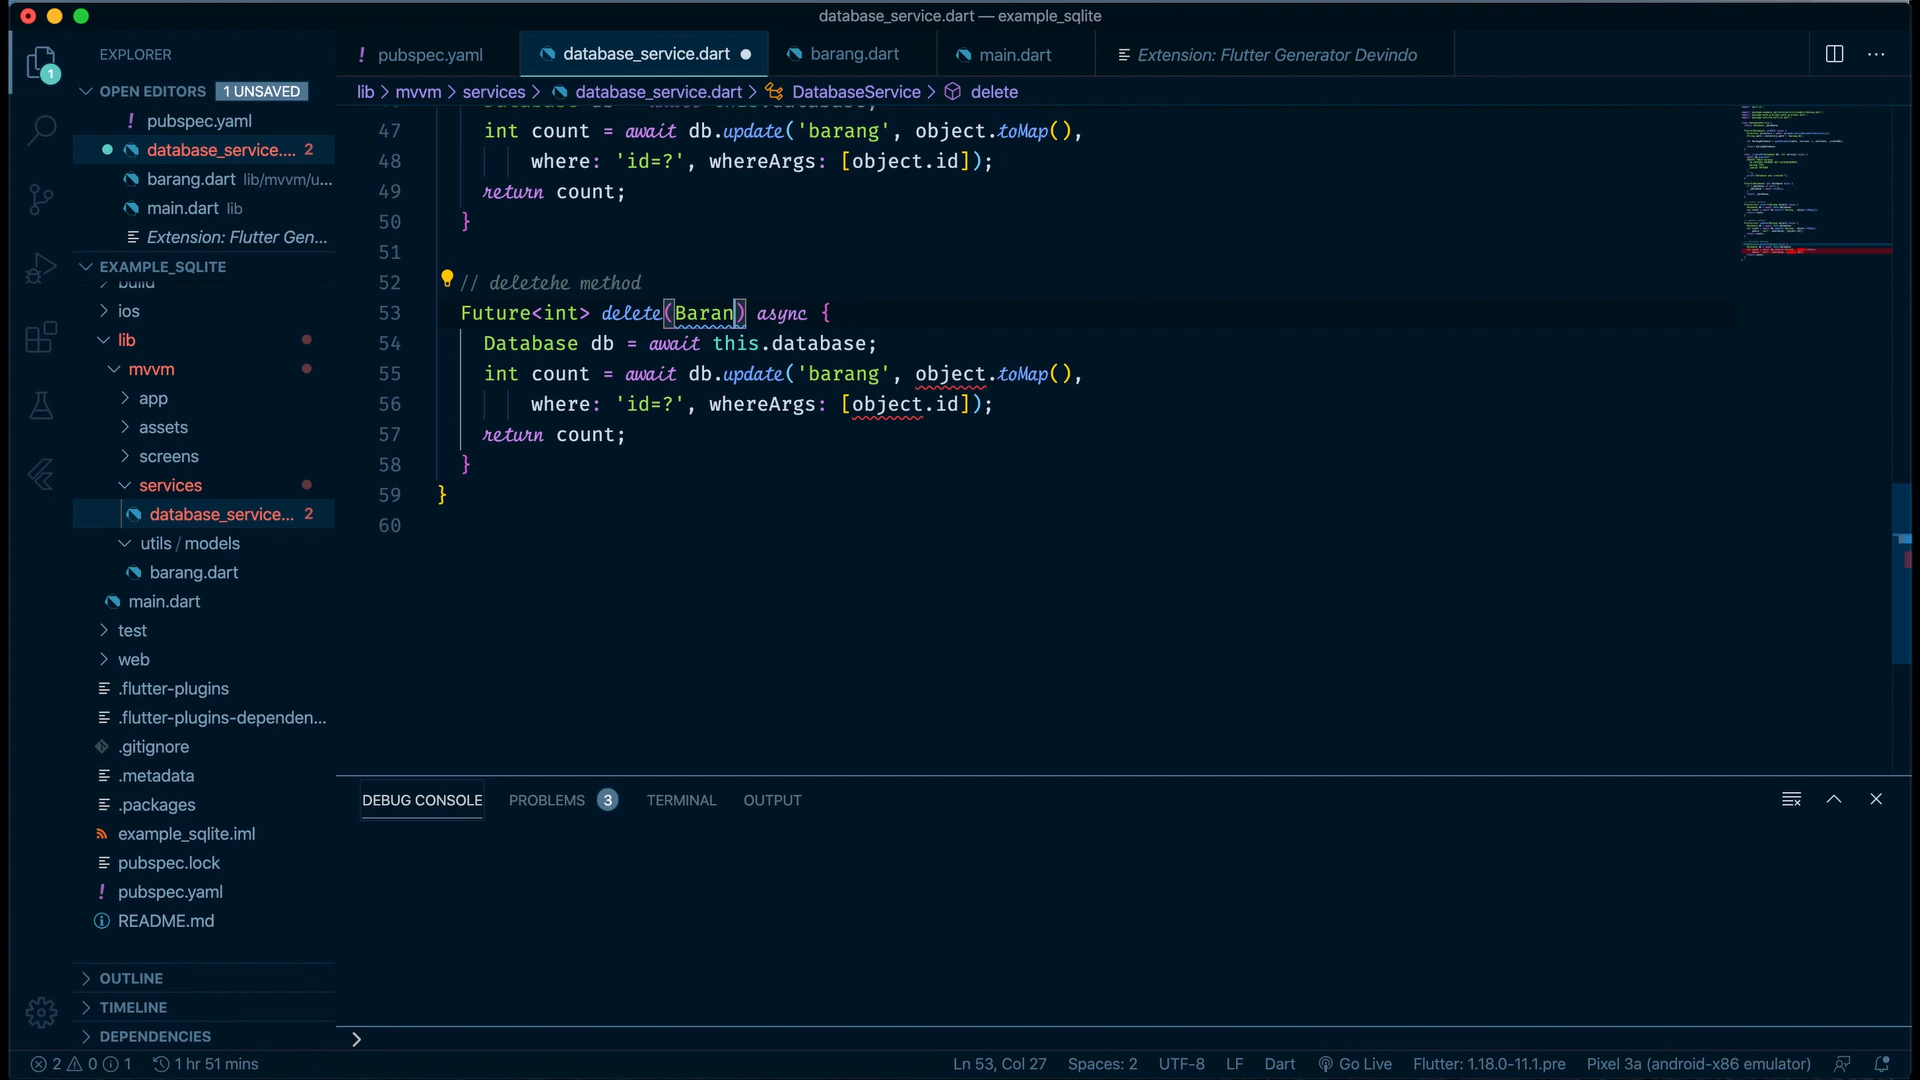 database_service.dart — example_sqlite
EXPLORER
pubspec.yaml
database_service.dart
barang.dart
main.dart
Extension: Flutter Generator Devindo
OPEN EDITORS 1 UNSAVED
lib > mvvm > services > database_service.dart > DatabaseService > delete
pubspec.yaml
database_service.... 2
barang.dart lib/mvvm/u...
main.dart lib
Extension: Flutter Gen...
EXAMPLE_SQLITE
build
ios
lib
mvvm
app
assets
screens
services
database_service... 2
utils / models
barang.dart
main.dart
test
web
.flutter-plugins
.flutter-plugins-dependen...
.gitignore
.metadata
.packages
example_sqlite.iml
pubspec.lock
pubspec.yaml
README.md
OUTLINE
TIMELINE
DEPENDENCIES
Database db = await this.database;
47 int count = await db.update('barang', object.toMap(),
48 where: 'id=?', whereArgs: [object.id]);
49 return count;
50 }
51
52 // deletehe method
53 Future<int> delete(Baran) async {
54 Database db = await this.database;
55 int count = await db.update('barang', object.toMap(),
56 where: 'id=?', whereArgs: [object.id]);
57 return count;
58 }
59 }
60
DEBUG CONSOLE
PROBLEMS 3
TERMINAL
OUTPUT
1
2 0 1 1 hr 51 mins
Ln 53, Col 27
Spaces: 2
UTF-8
LF
Dart
Go Live
Flutter: 1.18.0-11.1.pre
Pixel 3a (android-x86 emulator)